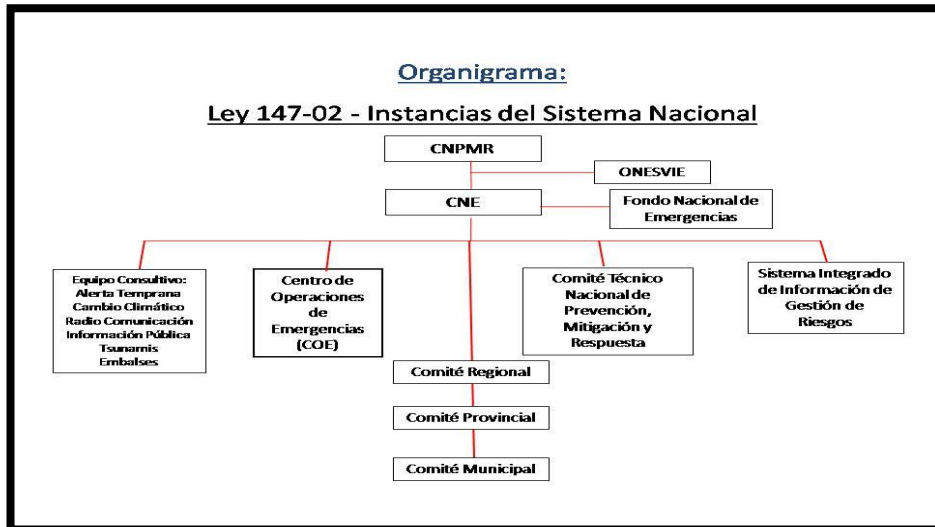 Organigrama:
Ley 147-02 - Instancias del Sistema Nacional
CNPMR
ONESVIE
CNE
Fondo Nacional de
Emergencias
Equipo Consultivo:
Alerta Temprana
Cambio Climático
Radio Comunicación
Información Pública
Tsunamis
Embalses
Centro de
Operaciones
de
Emergencias
(COE)
Comité Técnico
Nacional de
Prevención,
Mitigación y
Respuesta
Sistema Integrado
de Información de
Gestión de
Riesgos
Comité Regional
Comité Provincial
Comité Municipal